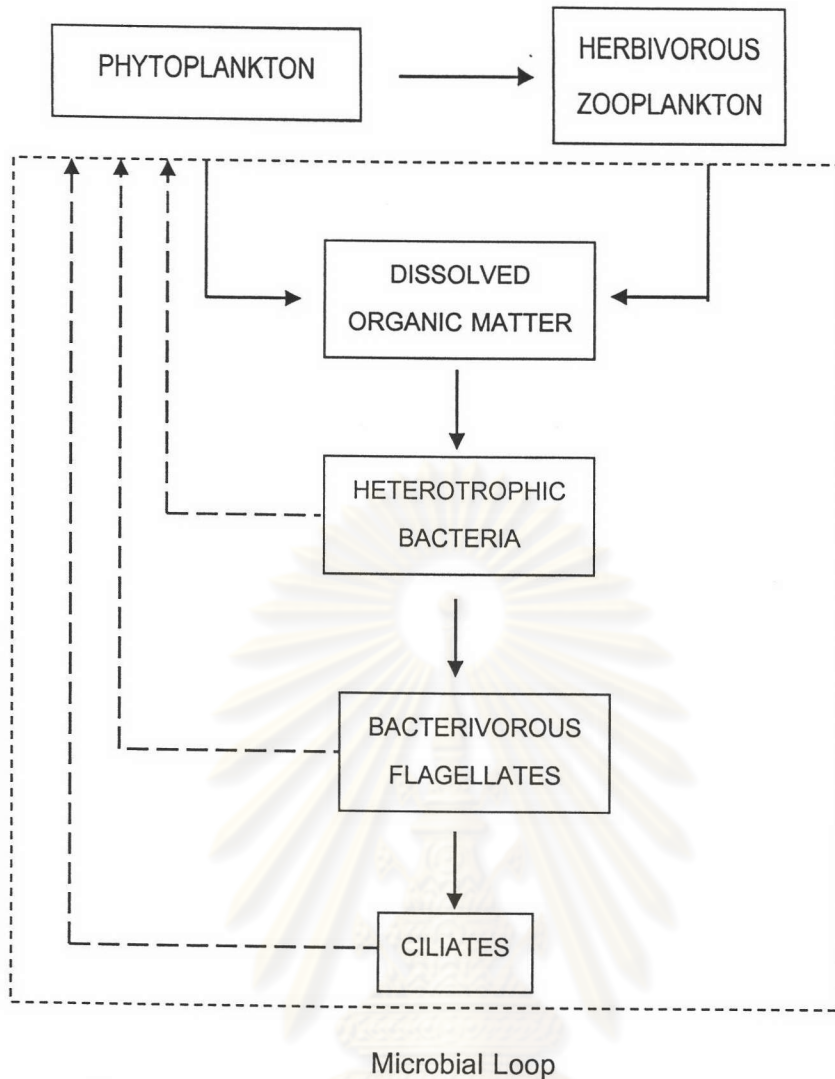 PHYTOPLANKTON
HERBIVOROUS
ZOOPLANKTON
DISSOLVED
ORGANIC MATTER
HETEROTROPHIC
BACTERIA
BACTERIVOROUS
FLAGELLATES
CILIATES
Microbial Loop